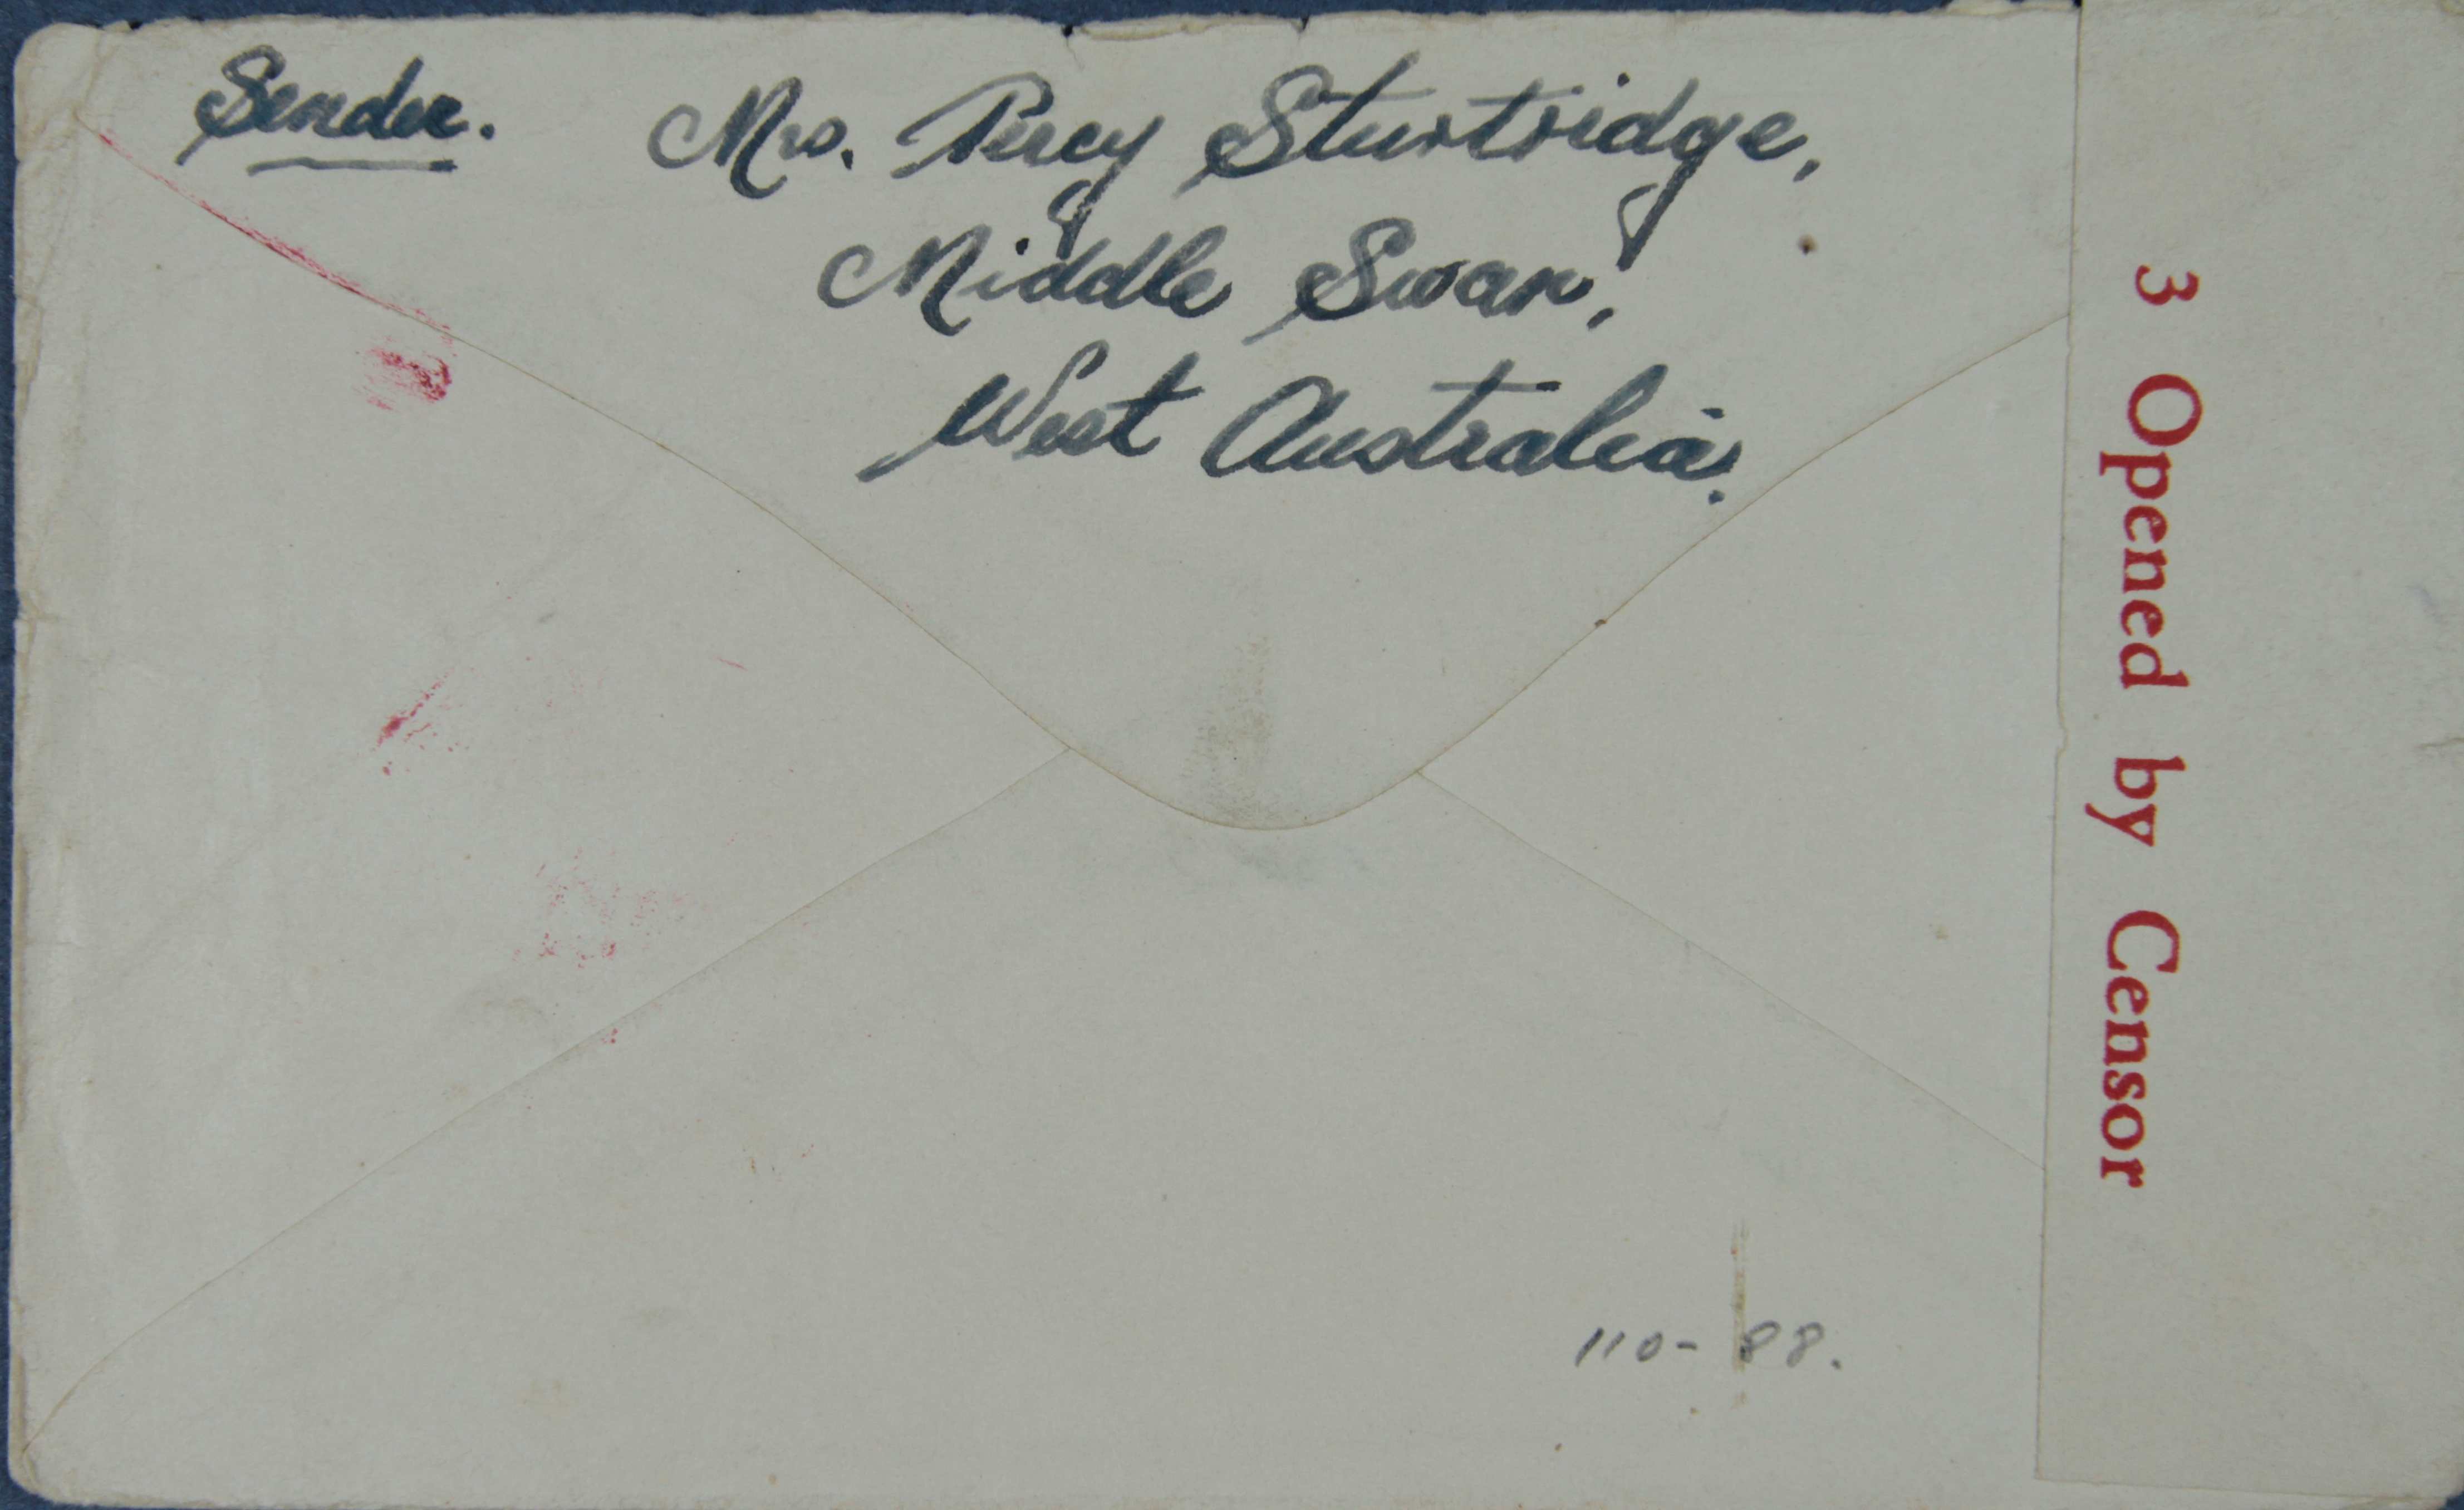 Sender. Mrs. Percy Sturtridge,
Middle Swan,
West Australia.
3 Opened by Censor
110-88.